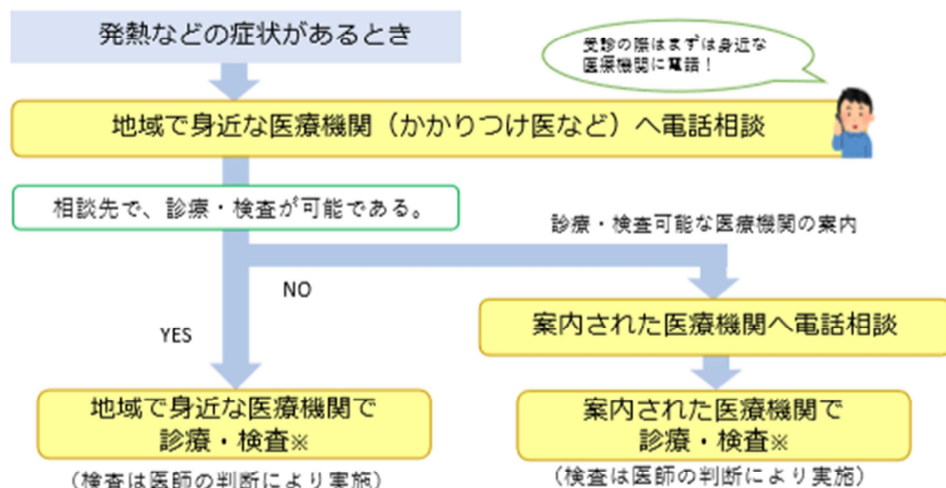 発熱などの症状があるとき
受診の際はまずは身近な
医療機関に電話！
地域で身近な医療機関（かかりつけ医など）へ電話相談
相談先で、診療・検査が可能である。
診療・検査可能な医療機関の案内
NO
YES
案内された医療機関へ電話相談
地域で身近な医療機関で
診療・検査※
（検査は医師の判断により実施）
案内された医療機関で
診療・検査※
（検査は医師の判断により実施）